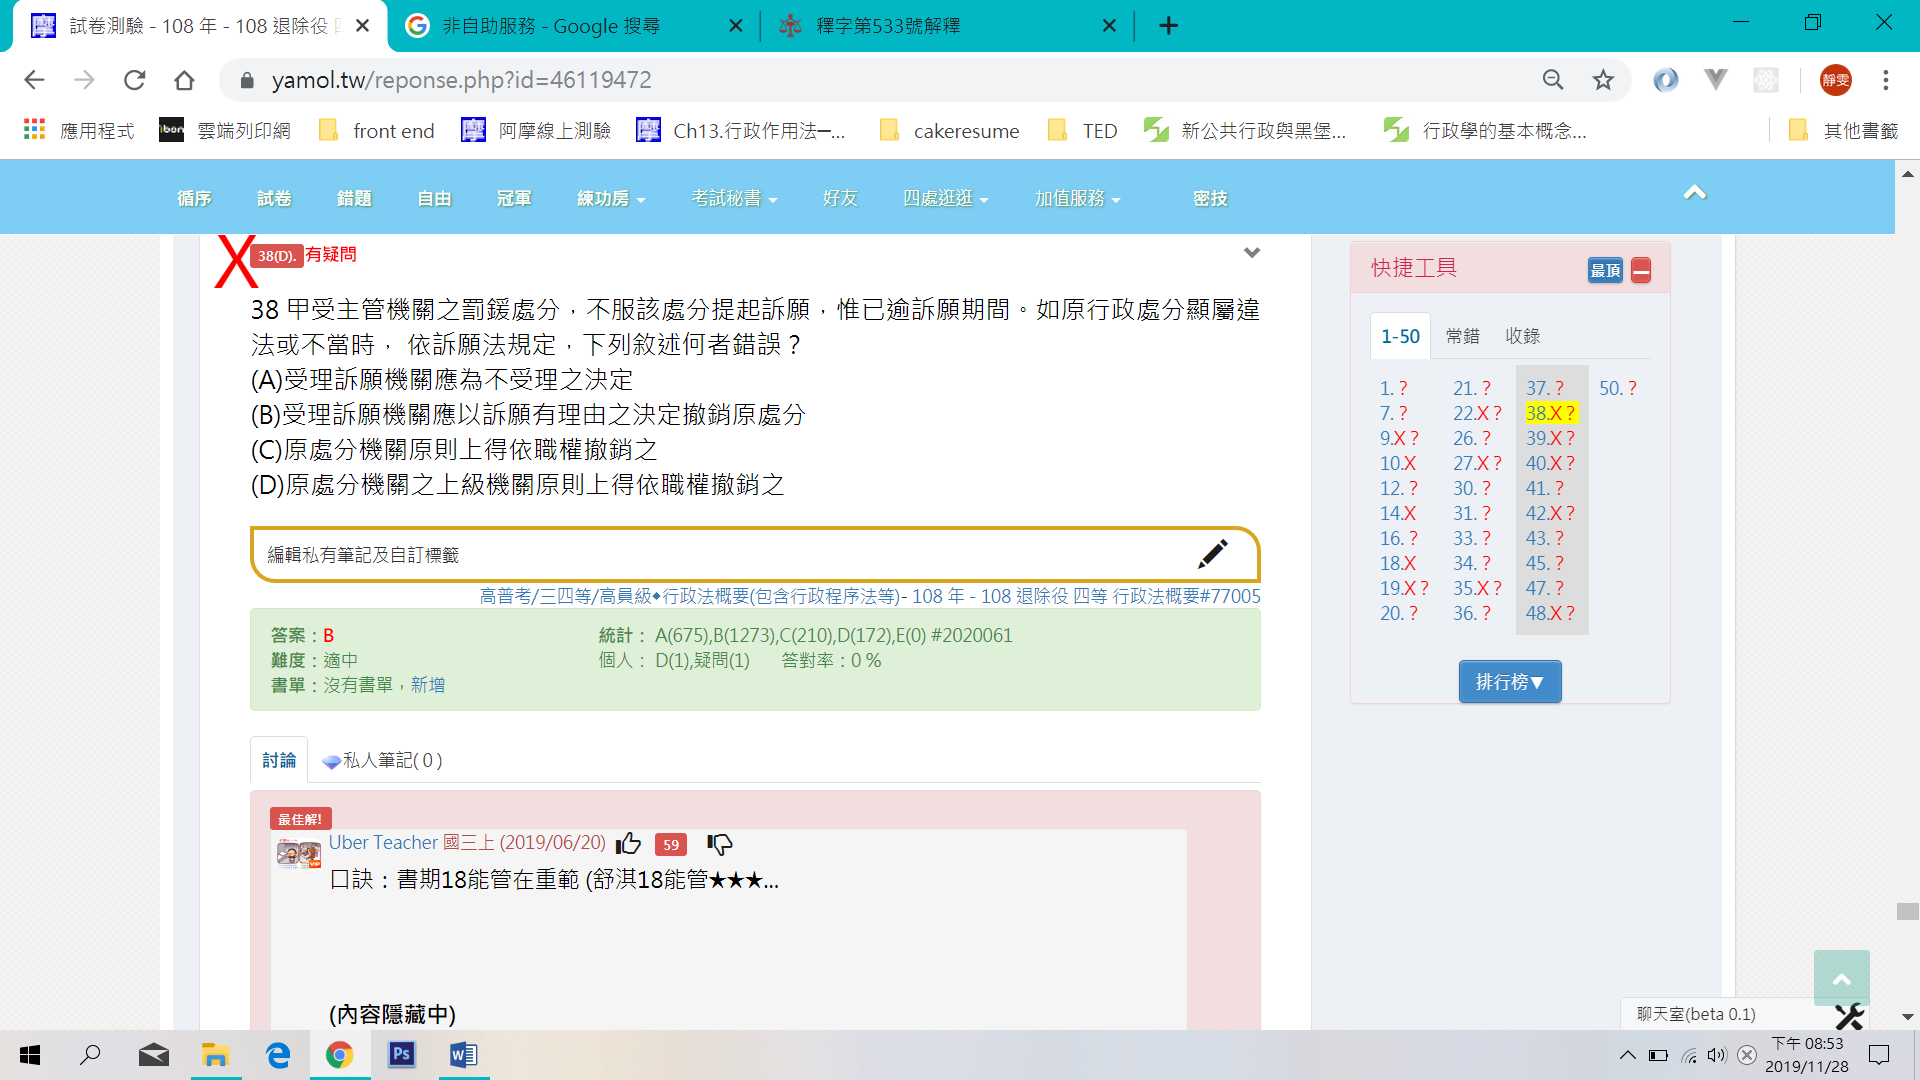 試卷測驗 - 108 年 - 108 退除役
非自助服務 - Google 搜尋
釋字第533號解釋
yamol.tw/reponse.php?id=46119472
靜雯
應用程式
ibon
雲端列印網
front end
阿摩線上測驗
Ch13.行政作用法─...
cakeresume
TED
新公共行政與黑堡...
行政學的基本概念...
其他書籤
循序
試卷
錯題
自由
冠軍
練功房
考試秘書
好友
四處逛逛
加值服務
密技
X 38(D). 有疑問
38 甲受主管機關之罰鍰處分，不服該處分提起訴願，惟已逾訴願期間。如原行政處分顯屬違
法或不當時， 依訴願法規定，下列敘述何者錯誤？
(A)受理訴願機關應為不受理之決定
(B)受理訴願機關應以訴願有理由之決定撤銷原處分
(C)原處分機關原則上得依職權撤銷之
(D)原處分機關之上級機關原則上得依職權撤銷之
編輯私有筆記及自訂標籤
高普考/三四等/高員級◆行政法概要(包含行政程序法等)- 108 年 - 108 退除役 四等 行政法概要#77005
答案：B
難度：適中
書單：沒有書單，新增
統計： A(675),B(1273),C(210),D(172),E(0) #2020061
個人： D(1),疑問(1) 答對率：0 %
討論
私人筆記( 0 )
最佳解!
Uber Teacher 國三上 (2019/06/20) 59
VIP
口訣：書期18能管在重範 (舒淇18能管★★★...
(內容隱藏中)
快捷工具
最頂
1-50
常錯
收錄
1. ? 21. ? 37. ? 50. ?
7. ? 22.X ? 38.X ?
9.X ? 26. ? 39.X ?
10.X 27.X ? 40.X ?
12. ? 30. ? 41. ?
14.X 31. ? 42.X ?
16. ? 33. ? 43. ?
18.X 34. ? 45. ?
19.X ? 35.X ? 47. ?
20. ? 36. ? 48.X ?
排行榜▼
聊天室(beta 0.1)
Ps
下午 08:53
2019/11/28